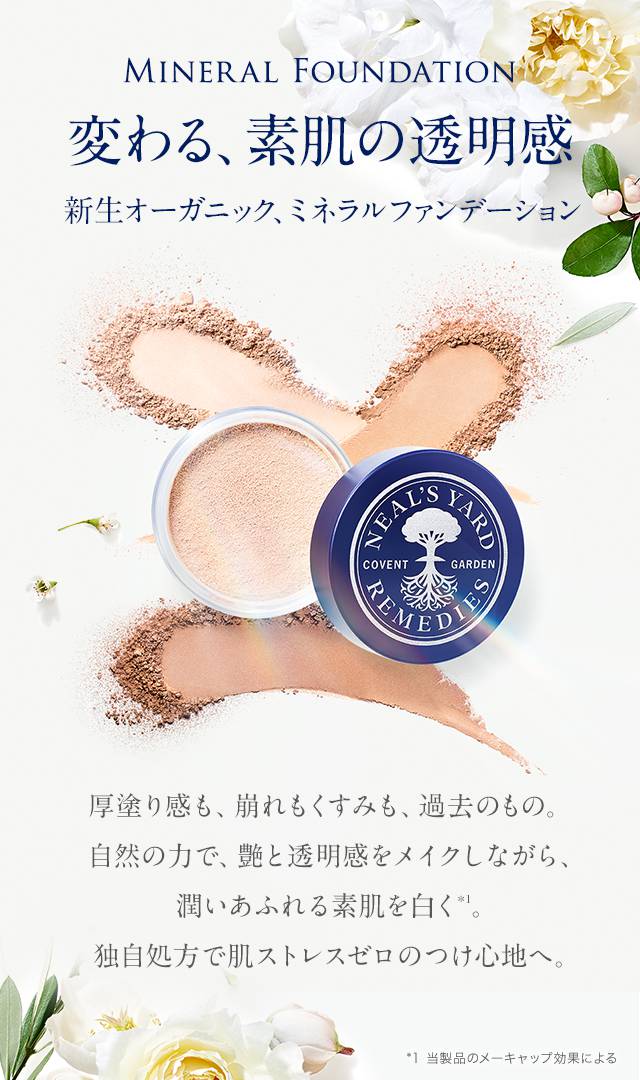 MINERAL FOUNDATION
変わる、素肌の透明感
新生オーガニック、ミネラルファンデーション
NEAL'S YARD
COVENT GARDEN
REMEDIES
厚塗り感も、崩れもくすみも、過去のもの。
自然の力で、艶と透明感をメイクしながら、
潤いあふれる素肌を白く*1。
独自処方で肌ストレスゼロのつけ心地へ。
*1 当製品のメーキャップ効果による